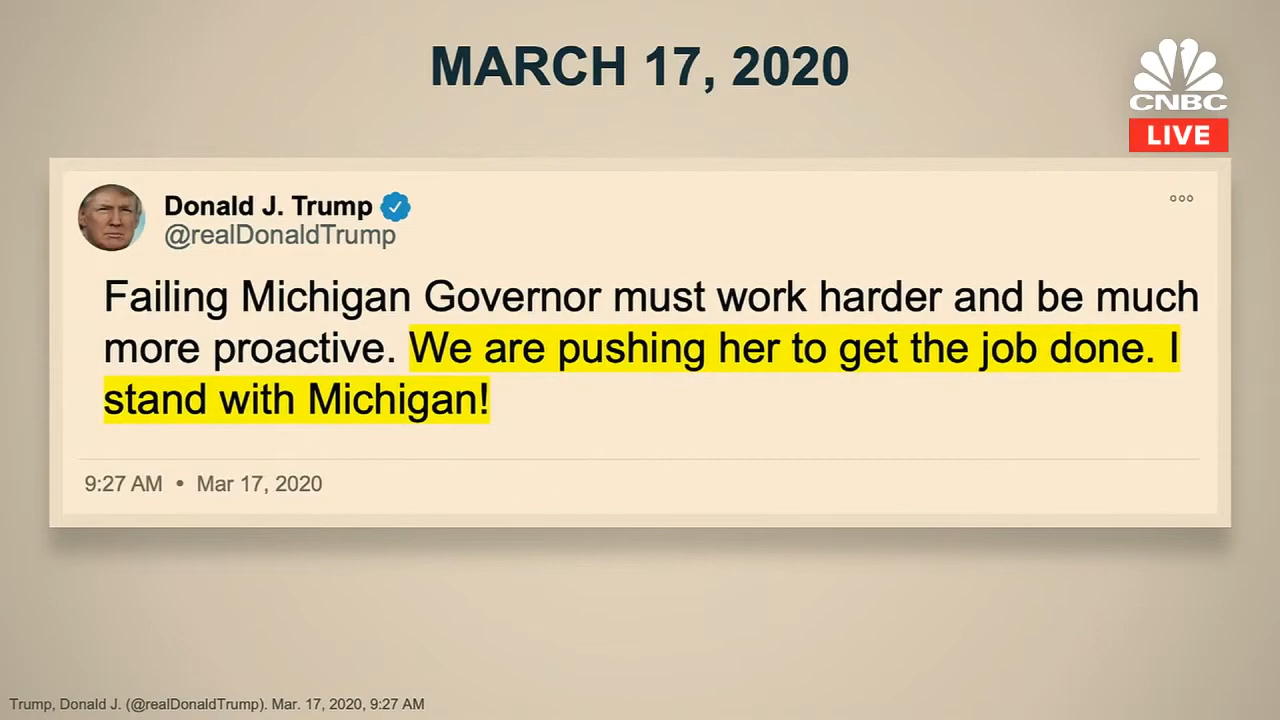 MARCH 17, 2020
CNBC
LIVE
Donald J. Trump
@realDonaldTrump
Failing Michigan Governor must work harder and be much
more proactive. We are pushing her to get the job done. I
stand with Michigan!
9:27 AM • Mar 17, 2020
Trump, Donald J. (@realDonaldTrump). Mar. 17, 2020, 9:27 AM